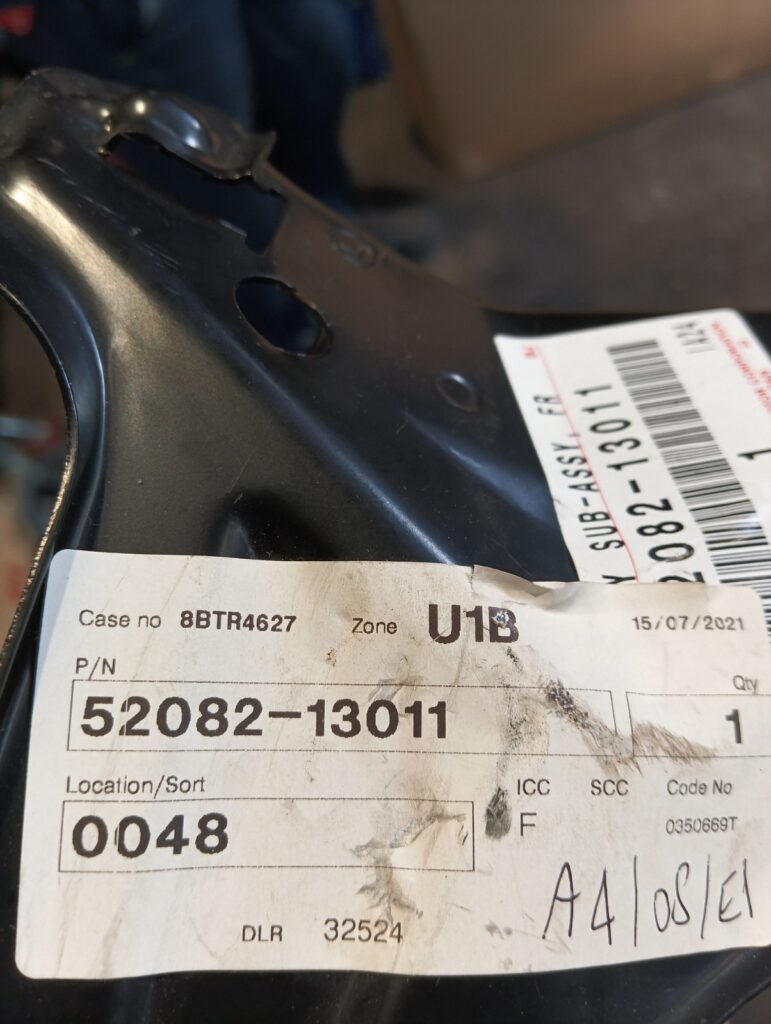 Y SUB-ASSY, FR
2082-13011
1
Case no 8BTR4627 Zone U1B 15/07/2021
P/N Qty
52082-13011 1
Location/Sort ICC SCC Code No
0048 F 0350669T
DLR 32524
A4/08/E1